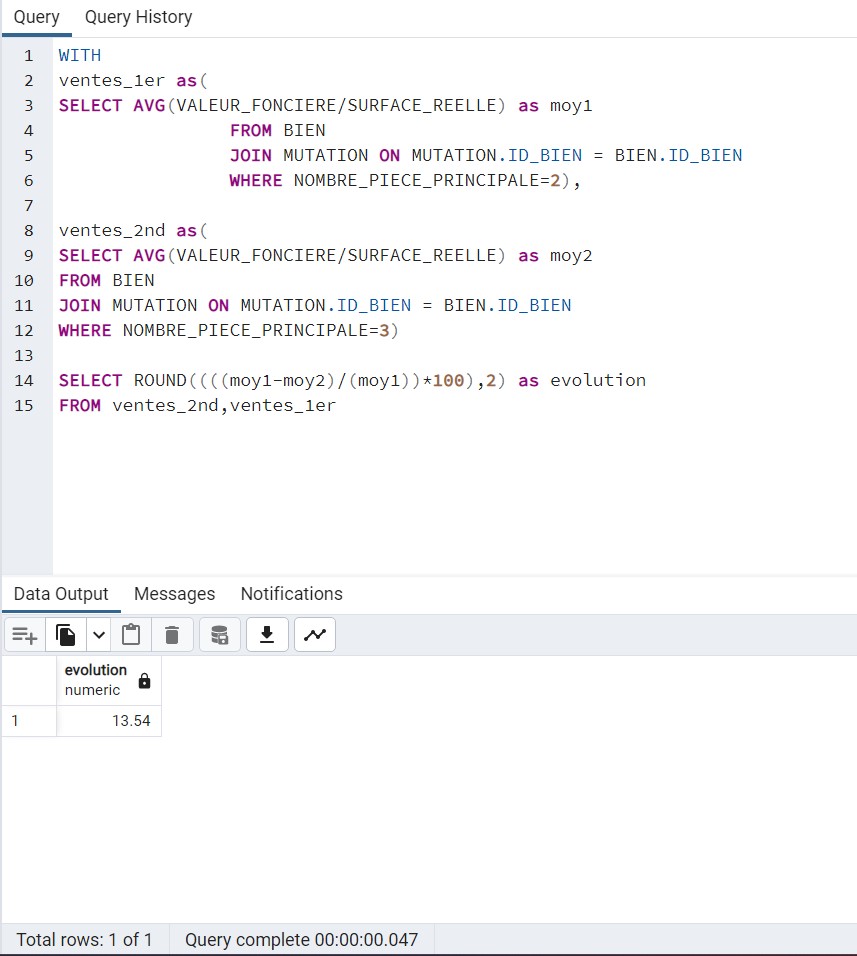 Query Query History
1 WITH
2 ventes_1er as(
3 SELECT AVG(VALEUR_FONCIERE/SURFACE_REELLE) as moy1
4 FROM BIEN
5 JOIN MUTATION ON MUTATION.ID_BIEN = BIEN.ID_BIEN
6 WHERE NOMBRE_PIECE_PRINCIPALE=2),
7
8 ventes_2nd as(
9 SELECT AVG(VALEUR_FONCIERE/SURFACE_REELLE) as moy2
10 FROM BIEN
11 JOIN MUTATION ON MUTATION.ID_BIEN = BIEN.ID_BIEN
12 WHERE NOMBRE_PIECE_PRINCIPALE=3)
13
14 SELECT ROUND((((moy1-moy2)/(moy1))*100),2) as evolution
15 FROM ventes_2nd,ventes_1er
Data Output Messages Notifications
evolution
numeric
1 13.54
Total rows: 1 of 1 Query complete 00:00:00.047